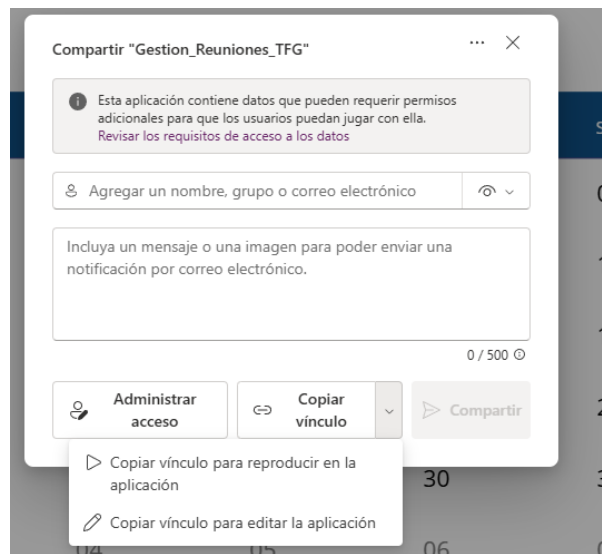 Compartir "Gestion_Reuniones_TFG"
Esta aplicación contiene datos que pueden requerir permisos
adicionales para que los usuarios puedan jugar con ella.
Revisar los requisitos de acceso a los datos
Agregar un nombre, grupo o correo electrónico
Incluya un mensaje o una imagen para poder enviar una
notificación por correo electrónico.
0 / 500
Administrar
acceso
Copiar
vínculo
Compartir
Copiar vínculo para reproducir en la
aplicación
Copiar vínculo para editar la aplicación
30
04
05
06